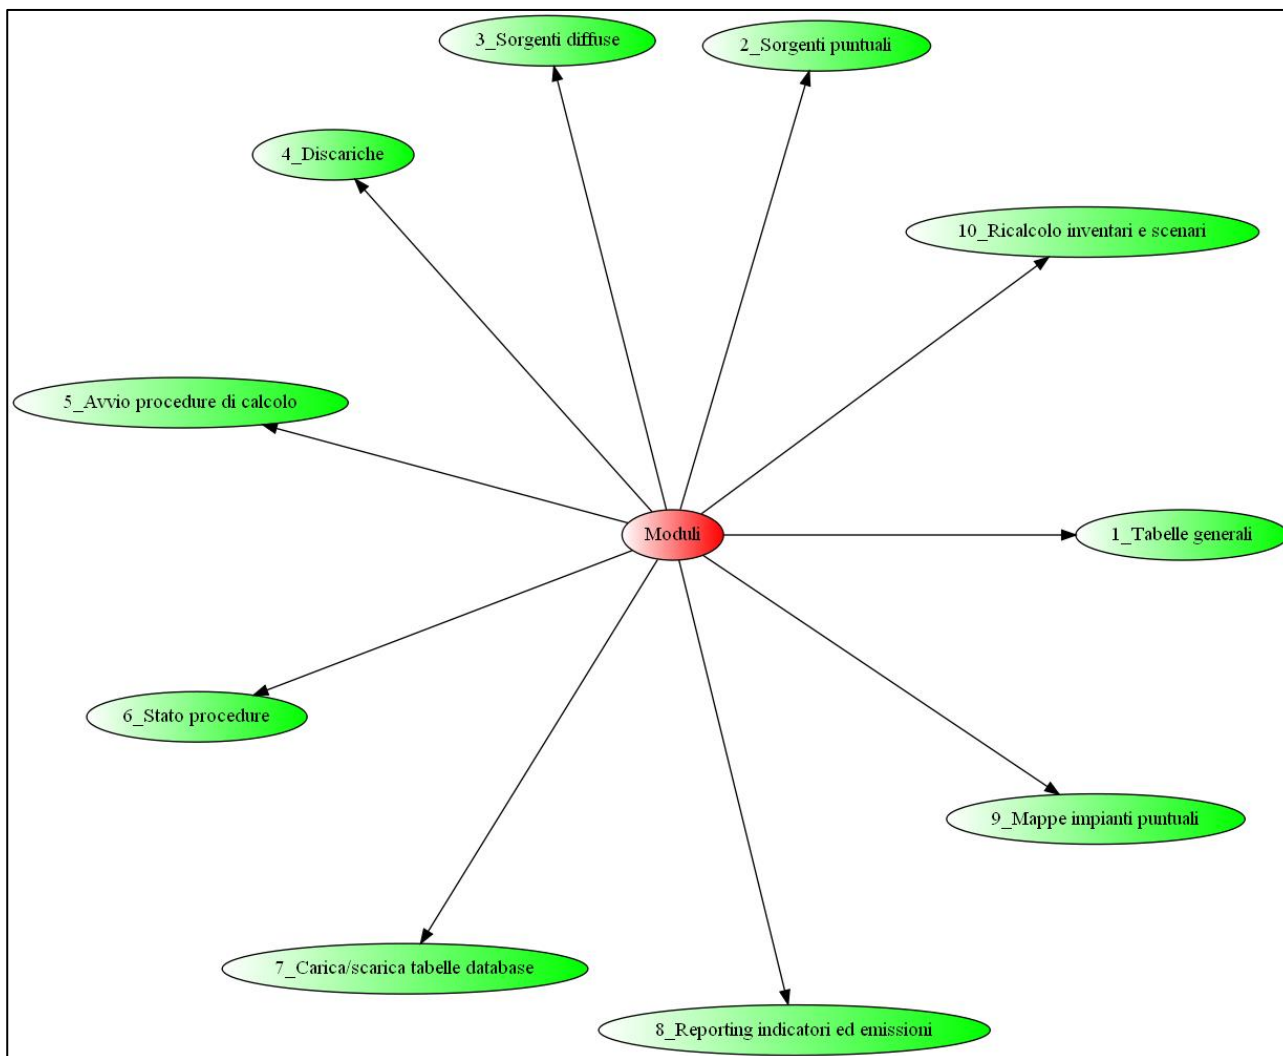 3_Sorgenti diffuse
2_Sorgenti puntuali
4_Discariche
10_Ricalcolo inventari e scenari
5_Avvio procedure di calcolo
Moduli
1_Tabelle generali
6_Stato procedure
9_Mappe impianti puntuali
7_Carica/scarica tabelle database
8_Reporting indicatori ed emissioni